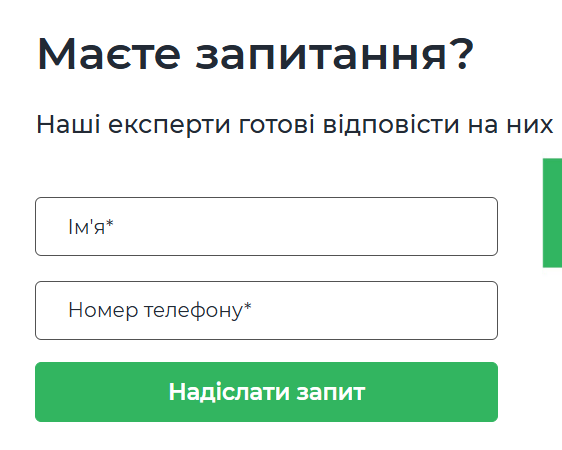 Маєте запитання?
Наші експерти готові відповісти на них
Ім'я*
Номер телефону*
Надіслати запит